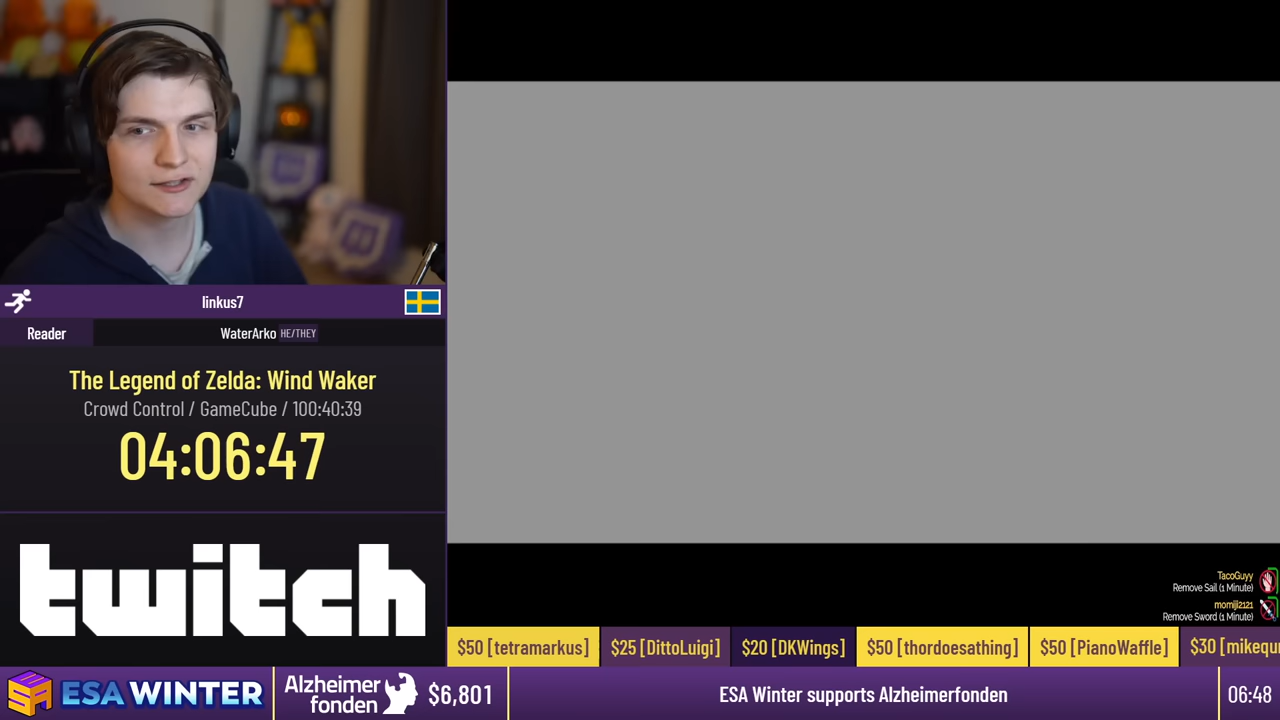 linkus7
Reader
WaterArko HE/THEY
The Legend of Zelda: Wind Waker
Crowd Control / GameCube / 100:40:39
04:06:47
twitch
TacoGuyy
Remove Sail (1 Minute)
momiji2121
Remove Sword (1 Minute)
$50 [tetramarkus]
$25 [DittoLuigi]
$20 [DKWings]
$50 [thordoesathing]
$50 [PianoWaffle]
$30 [mikequ
ESA WINTER
Alzheimer
fonden
$6,801
ESA Winter supports Alzheimerfonden
06:48